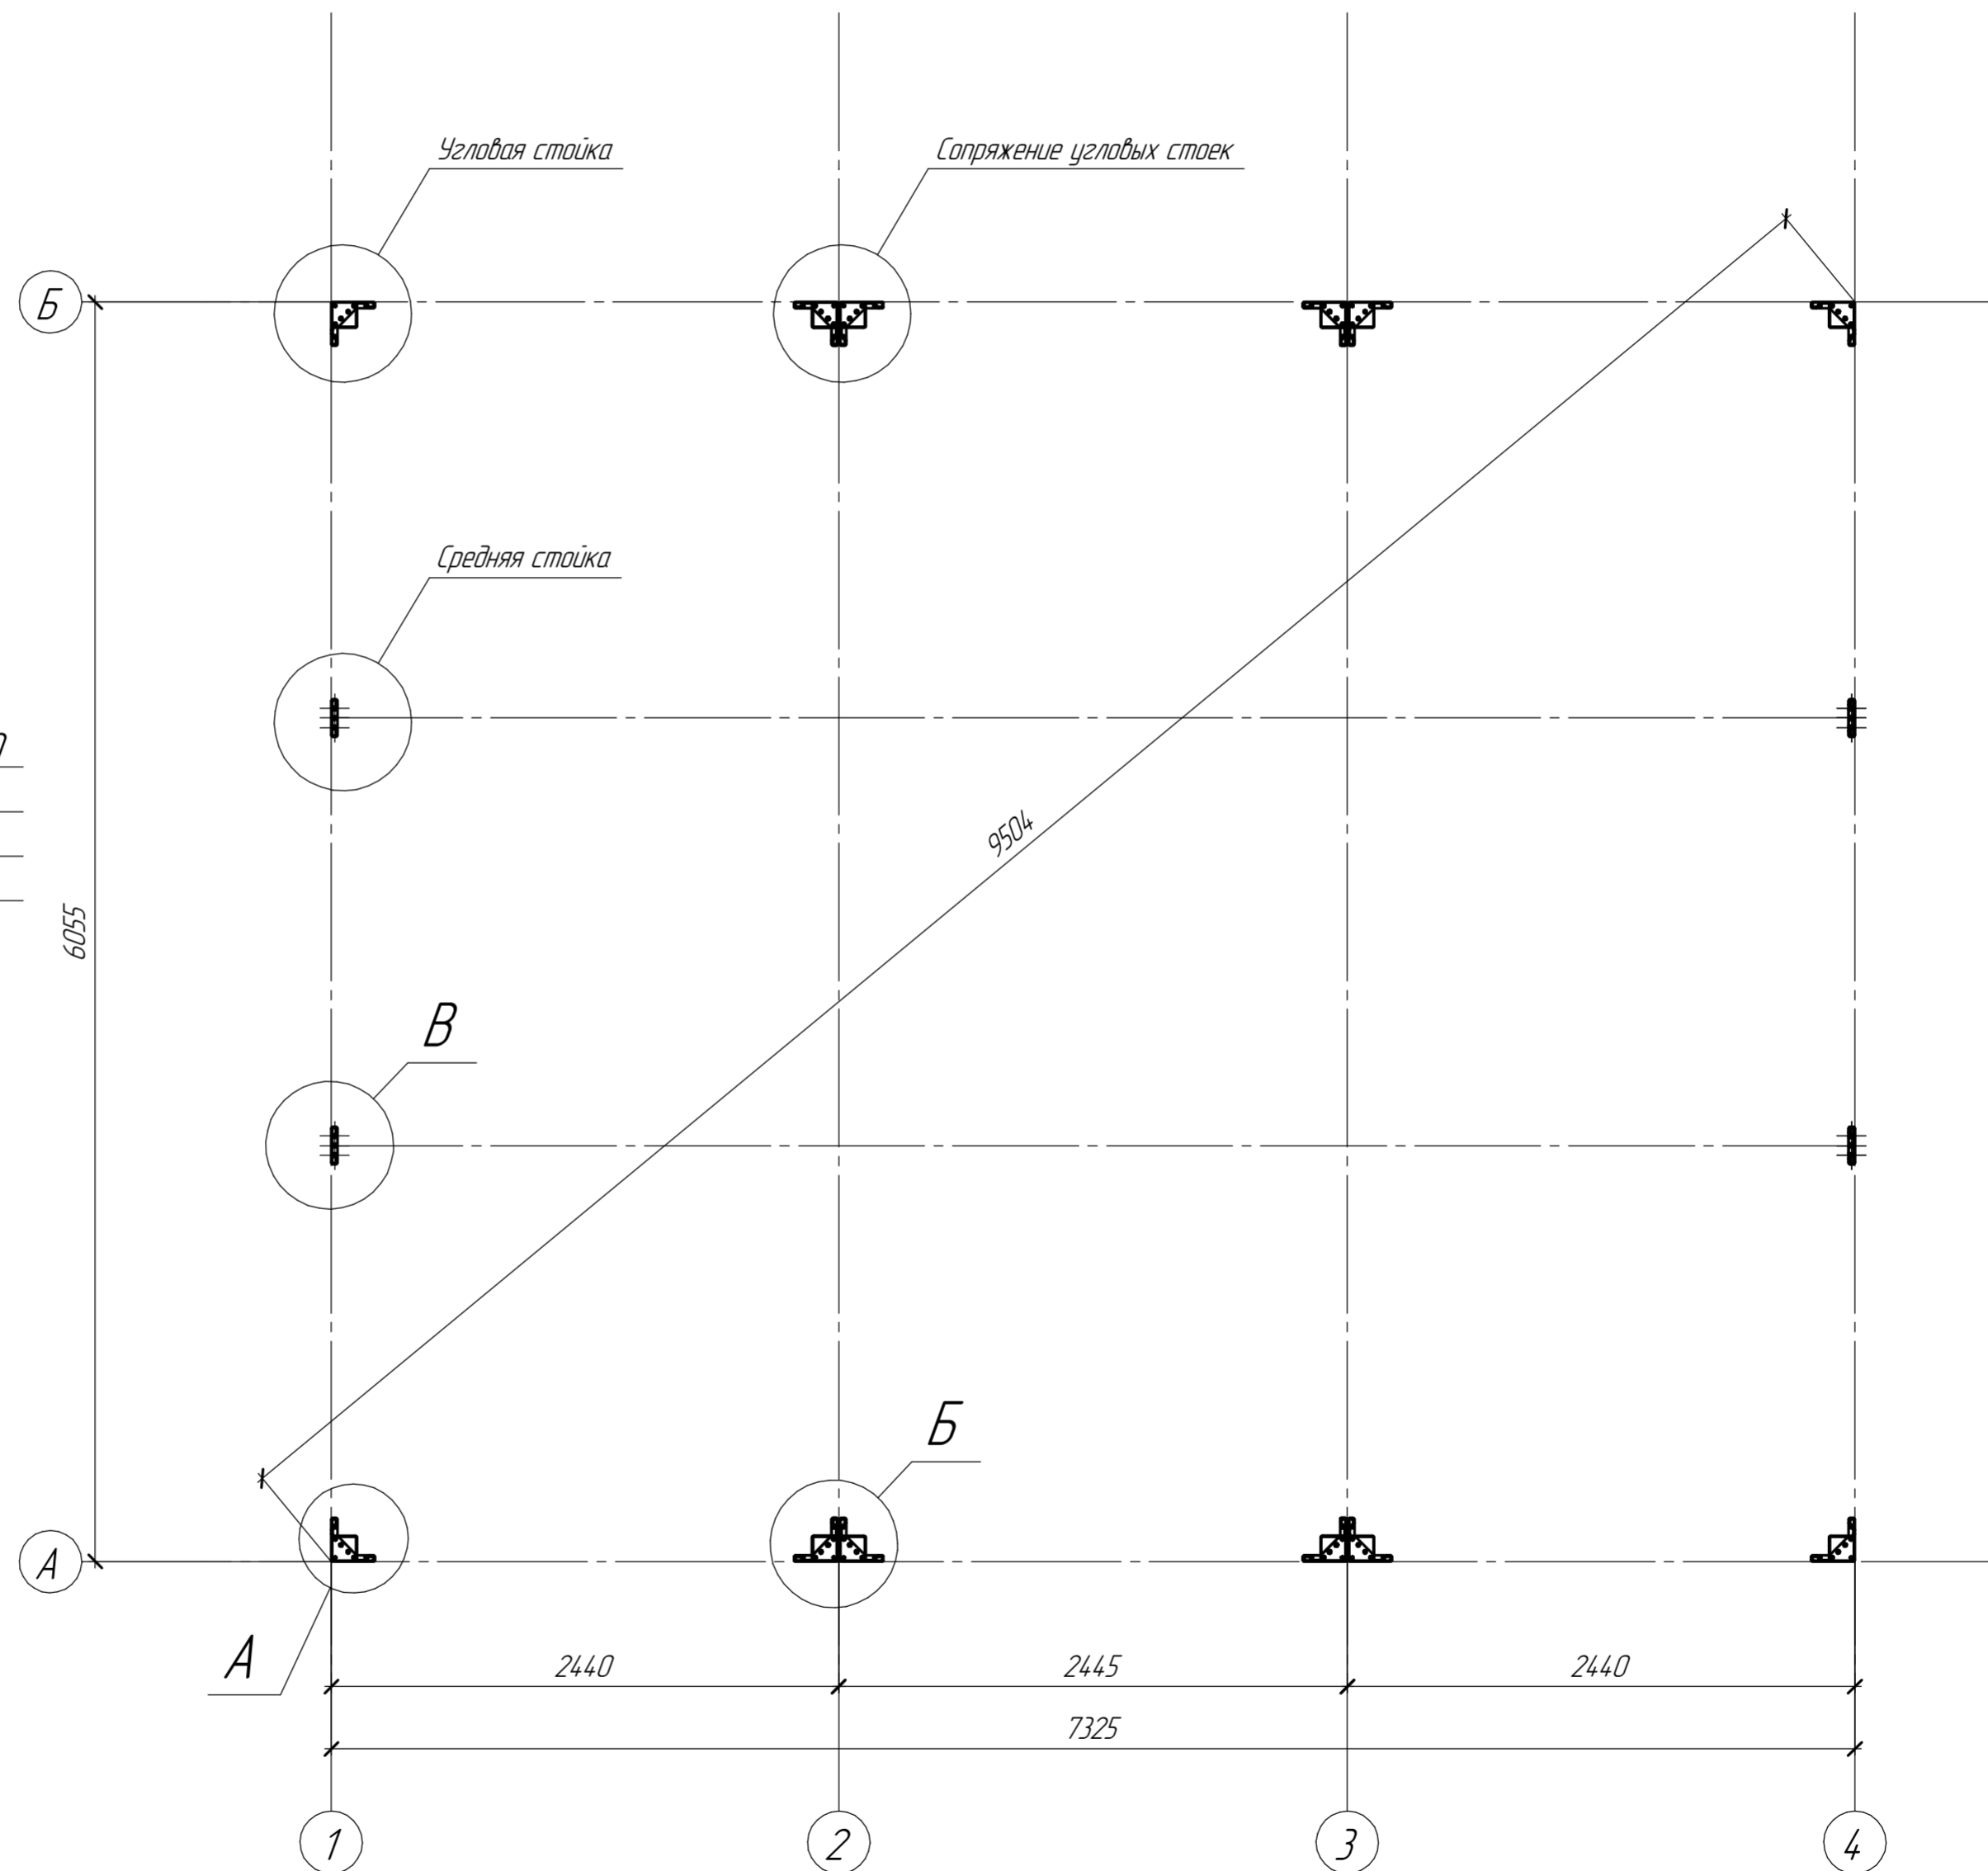 Угловая стойка
Сопряжение угловых стоек
Б
Средняя стойка
9504
6055
В
Б
А
А
2440
2445
2440
7325
1
2
3
4